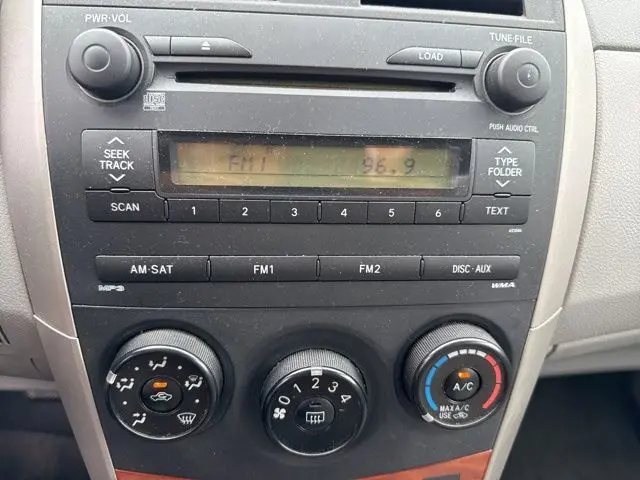 PWR·VOL
TUNE·FILE
LOAD
PUSH AUDIO CTRL
SEEK
TRACK
FM1 96.9
TYPE
FOLDER
SCAN 1 2 3 4 5 6 TEXT
AM·SAT FM1 FM2 DISC·AUX
MP3 WMA
0 1 2 3 4
A/C
MAX A/C
USE